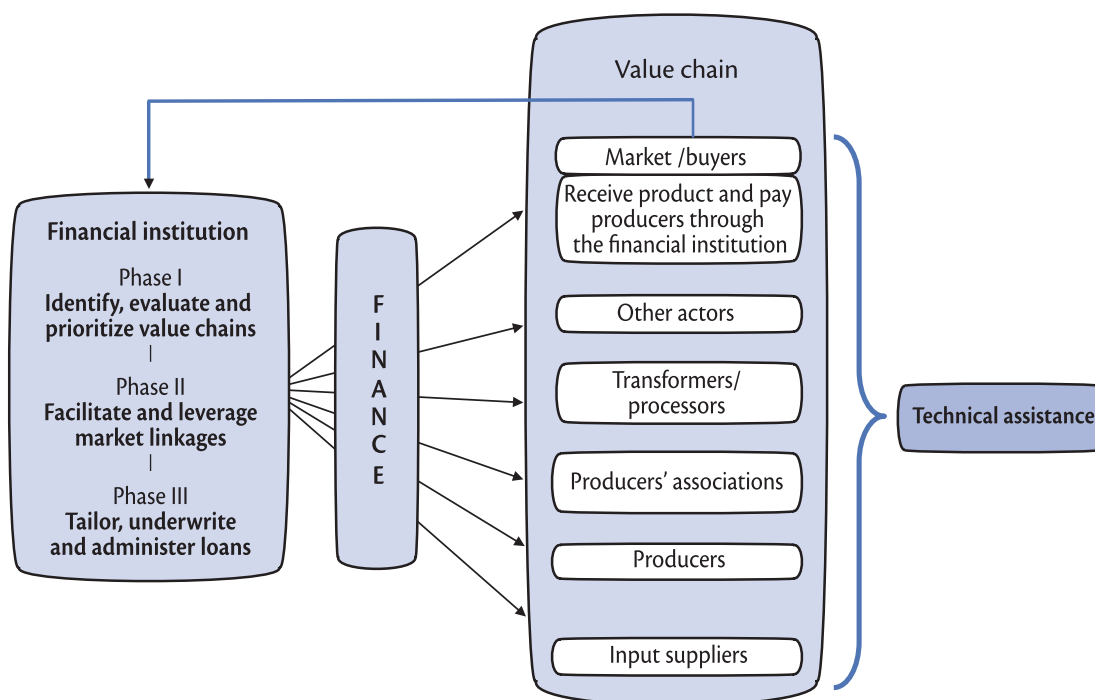 Value chain
Market /buyers
Receive product and pay
producers through
the financial institution
Other actors
Transformers/
processors
Producers’ associations
Producers
Input suppliers
Financial institution
Phase I
Identify, evaluate and
prioritize value chains
Phase II
Facilitate and leverage
market linkages
Phase III
Tailor, underwrite
and administer loans
F
I
N
A
N
C
E
Technical assistance